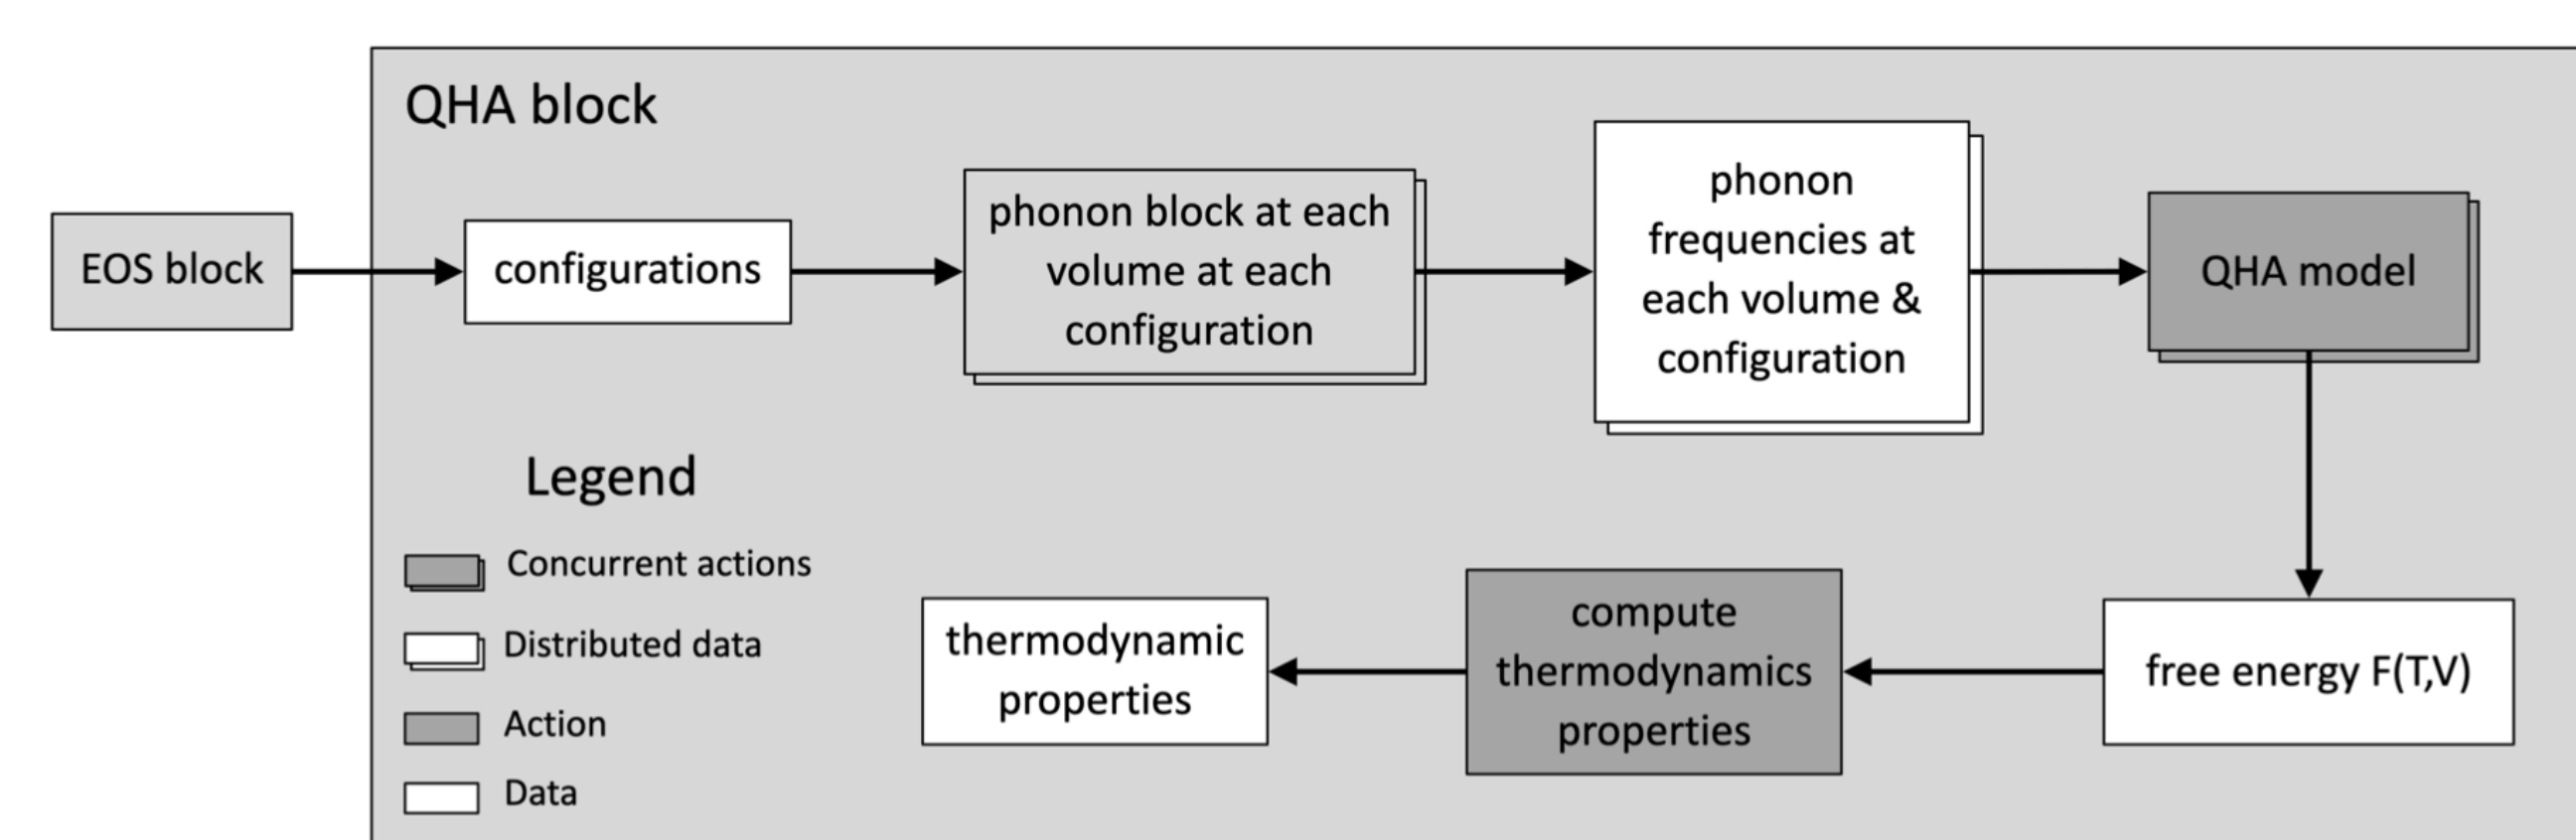 QHA block
EOS block
configurations
phonon block at each
volume at each
configuration
phonon
frequencies at
each volume &
configuration
QHA model
Legend
Concurrent actions
Distributed data
Action
Data
thermodynamic
properties
compute
thermodynamics
properties
free energy F(T,V)